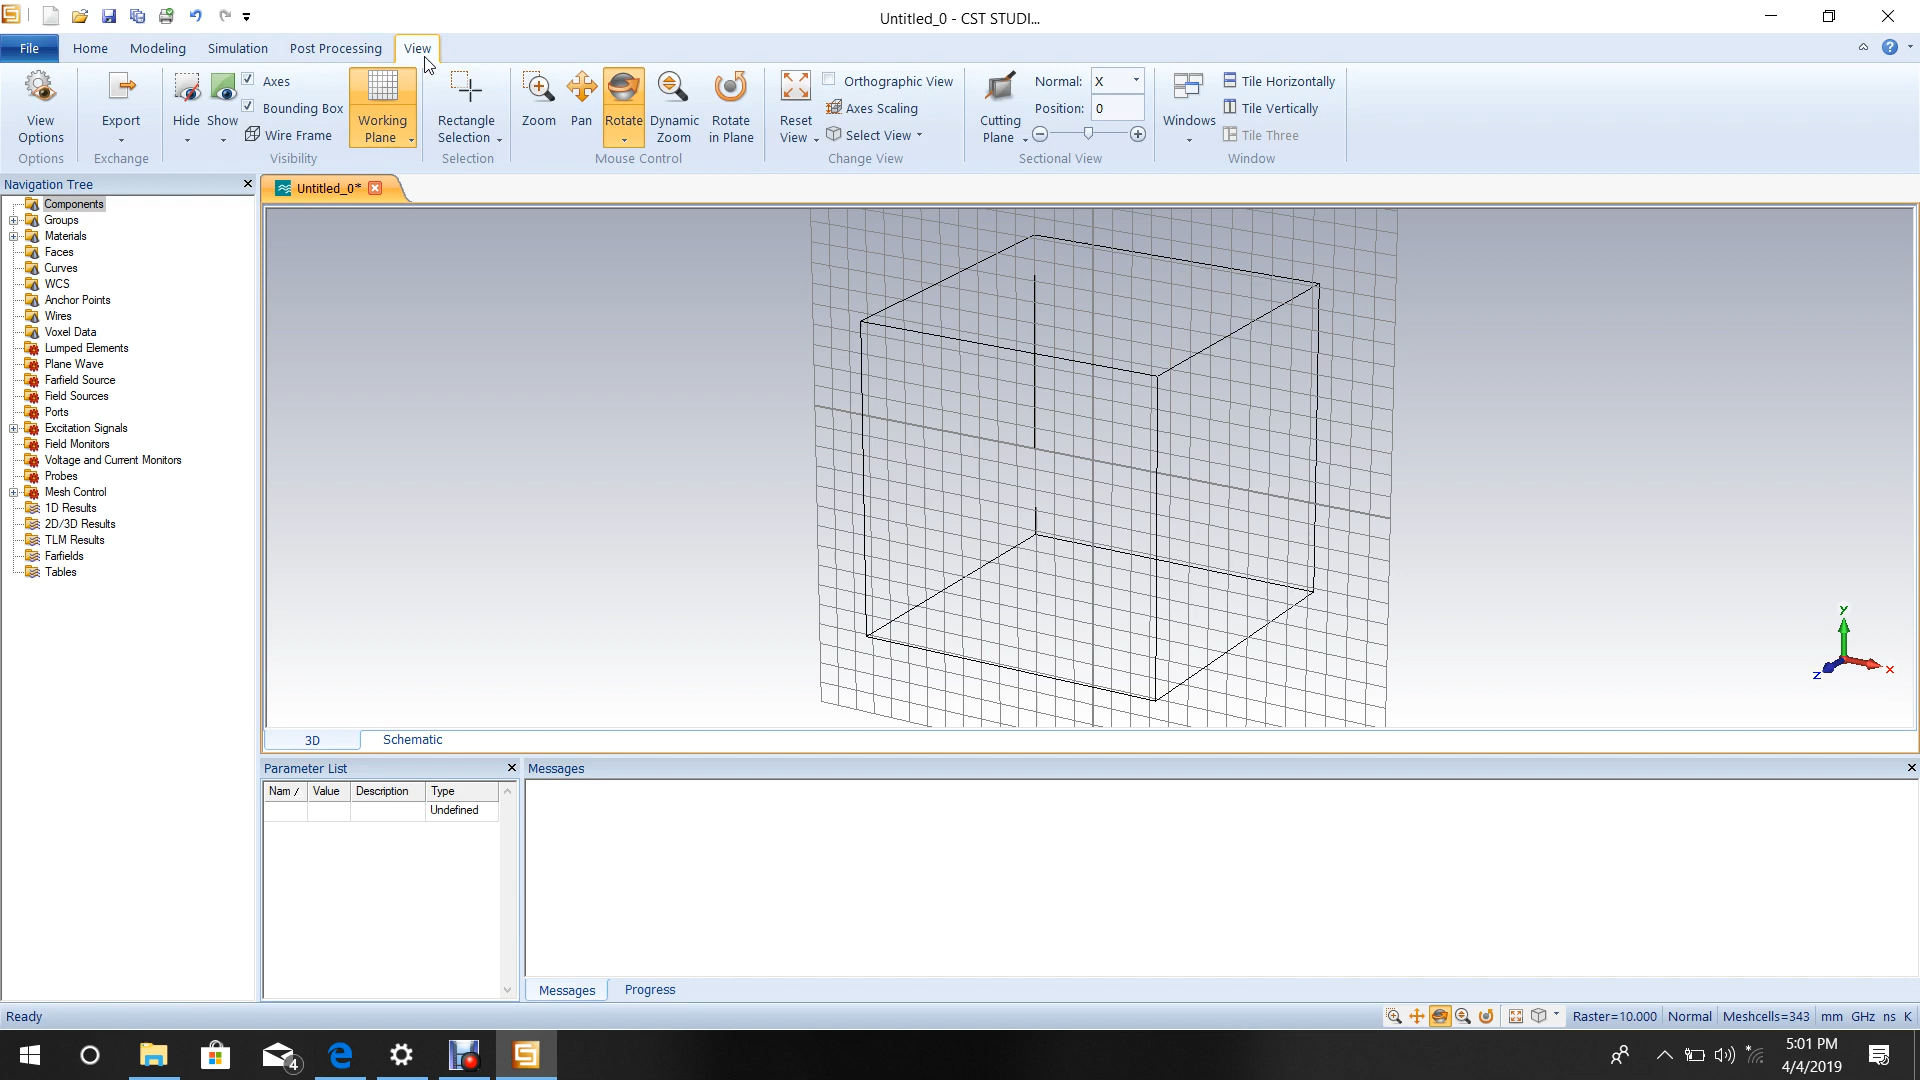 Untitled_0 - CST STUDI...
File Home Modeling Simulation Post Processing View
View Options
Export
Hide Show
Axes
Bounding Box
Wire Frame
Working Plane
Rectangle Selection
Zoom Pan Rotate Dynamic Zoom Rotate in Plane
Reset View
Orthographic View
Axes Scaling
Select View
Cutting Plane
Normal: X
Position: 0
Windows
Tile Horizontally
Tile Vertically
Tile Three
Options Exchange Visibility Selection Mouse Control Change View Sectional View Window
Navigation Tree
Untitled_0*
Components
Groups
Materials
Faces
Curves
WCS
Anchor Points
Wires
Voxel Data
Lumped Elements
Plane Wave
Farfield Source
Field Sources
Ports
Excitation Signals
Field Monitors
Voltage and Current Monitors
Probes
Mesh Control
1D Results
2D/3D Results
TLM Results
Farfields
Tables
y
x
z
3D Schematic
Parameter List
Nam / Value Description Type
Undefined
Messages
Messages Progress
Ready
Raster=10.000 Normal Meshcells=343 mm GHz ns K
4
5:01 PM
4/4/2019